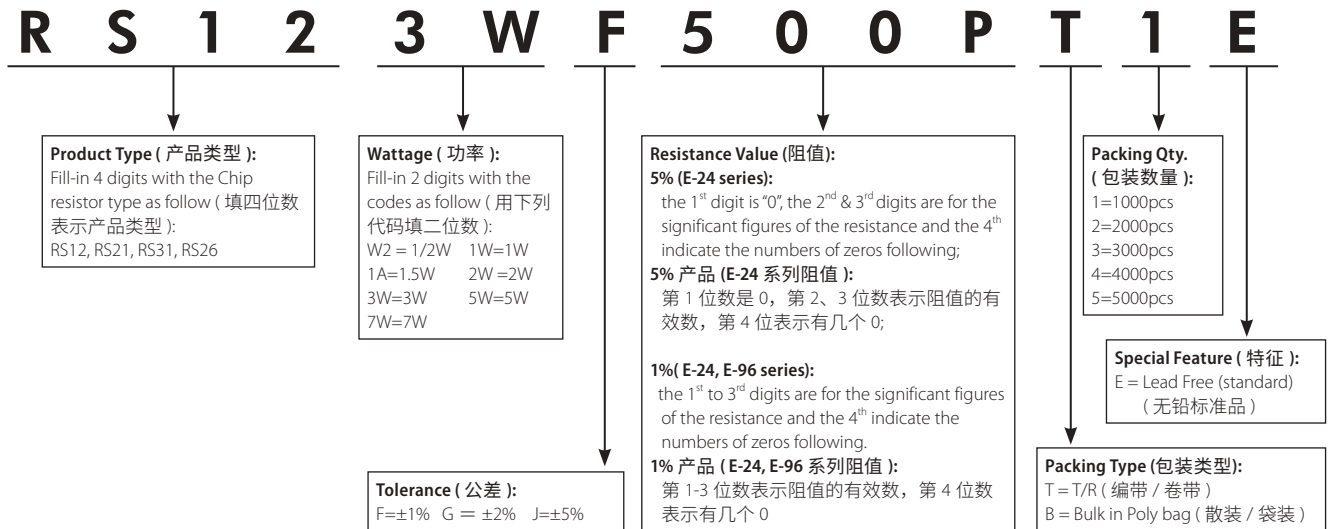 R S 1 2 3 W F 5 0 0 P T 1 E
Product Type ( 产品类型 ):
Fill-in 4 digits with the Chip
resistor type as follow ( 填四位数
表示产品类型 ):
RS12, RS21, RS31, RS26
Wattage ( 功率 ):
Fill-in 2 digits with the
codes as follow ( 用下列
代码填二位数 ):
W2 = 1/2W 1W=1W
1A=1.5W 2W =2W
3W=3W 5W=5W
7W=7W
Tolerance ( 公差 ):
F=±1% G = ±2% J=±5%
Resistance Value (阻值):
5% (E-24 series):
the 1st digit is "0", the 2nd & 3rd digits are for the
significant figures of the resistance and the 4th
indicate the numbers of zeros following;
5% 产品 (E-24 系列阻值 ):
第 1 位数是 0，第 2、3 位数表示阻值的有
效数，第 4 位表示有几个 0;
1%( E-24, E-96 series):
the 1st to 3rd digits are for the significant figures
of the resistance and the 4th indicate the
numbers of zeros following.
1% 产品 ( E-24, E-96 系列阻值 ):
第 1-3 位数表示阻值的有效数，第 4 位数
表示有几个 0
Packing Qty.
( 包装数量 ):
1=1000pcs
2=2000pcs
3=3000pcs
4=4000pcs
5=5000pcs
Special Feature ( 特征 ):
E = Lead Free (standard)
( 无铅标准品 )
Packing Type (包装类型):
T = T/R ( 编带 / 卷带 )
B = Bulk in Poly bag ( 散装 / 袋装 )